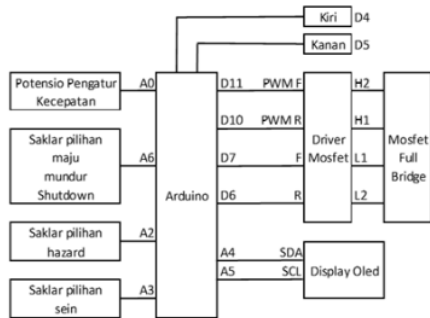 Kiri D4
Kanan D5
Potensio Pengatur
Kecepatan
A0
D11 PWM F
H2
D10 PWM R
H1
Saklar pilihan
maju
mundur
Shutdown
A6
Arduino
D7 F
Driver
Mosfet
L1
Mosfet
Full
Bridge
D6 R
L2
Saklar pilihan
hazard
A2
A4 SDA
A5 SCL
Display Oled
Saklar pilihan
sein
A3